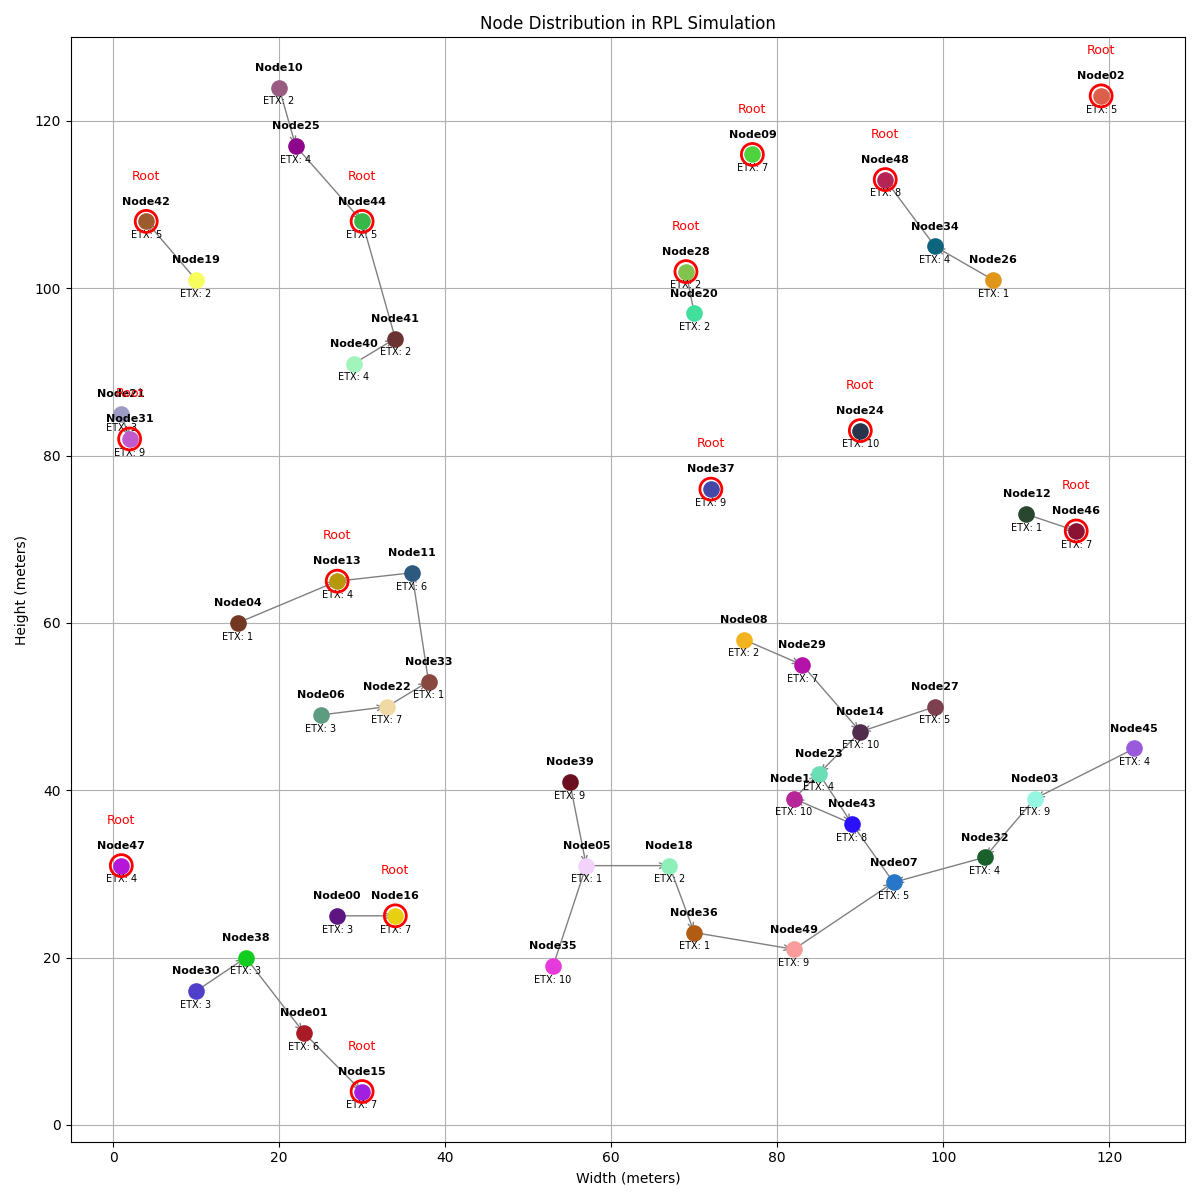 Node Distribution in RPL Simulation
Root
Node02
ETX: 5
Node10
ETX: 2
Root
Node09
ETX: 7
Node25
ETX: 4
Root
Node48
ETX: 8
Root
Node42
ETX: 5
Root
Node44
ETX: 5
Root
Node28
ETX: 2
Node34
ETX: 4
Node19
ETX: 2
Node26
ETX: 1
Node20
ETX: 2
Node41
ETX: 2
Node40
ETX: 4
Root
Node24
ETX: 10
Node21
Root
Node31
ETX: 9
Root
Node37
ETX: 9
Node12
ETX: 1
Root
Node46
ETX: 7
Root
Node13
ETX: 4
Node11
ETX: 6
Node04
ETX: 1
Node08
ETX: 2
Node29
ETX: 7
Node33
ETX: 1
Node06
ETX: 3
Node22
ETX: 7
Node27
ETX: 5
Node14
ETX: 10
Node45
ETX: 4
Node23
ETX: 4
Node39
ETX: 9
ETX: 10
Node03
ETX: 9
Node43
ETX: 8
Root
Node47
ETX: 4
Node05
ETX: 1
Node18
ETX: 2
Node32
ETX: 4
Node07
ETX: 5
Node00
ETX: 3
Root
Node16
ETX: 7
Node36
ETX: 1
Node49
ETX: 9
Node38
ETX: 3
Node35
ETX: 10
Node30
ETX: 3
Node01
ETX: 6
Root
Node15
ETX: 7
120
100
80
60
40
20
0
Height (meters)
0 20 40 60 80 100 120
Width (meters)